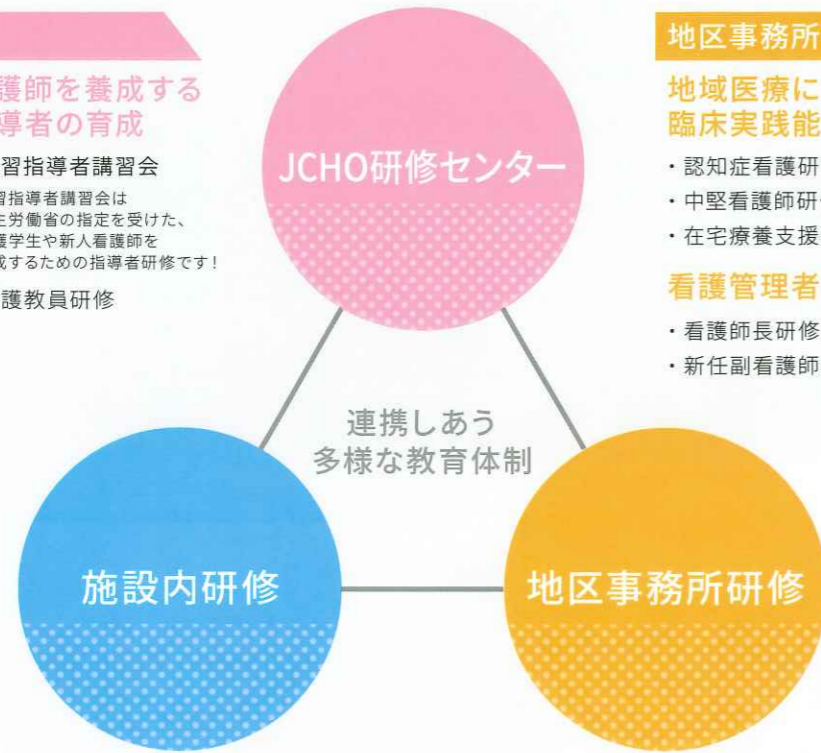 護師を養成する
導者の育成
習指導者講習会
習指導者講習会は
生労働省の指定を受けた、
護学生や新人看護師を
成するための指導者研修です!
護教員研修
JCHO研修センター
地区事務所
地域医療に
臨床実践能
・認知症看護研
・中堅看護師研
・在宅療養支援
看護管理者
・看護師長研修
・新任副看護師
連携しあう
多様な教育体制
施設内研修
地区事務所研修